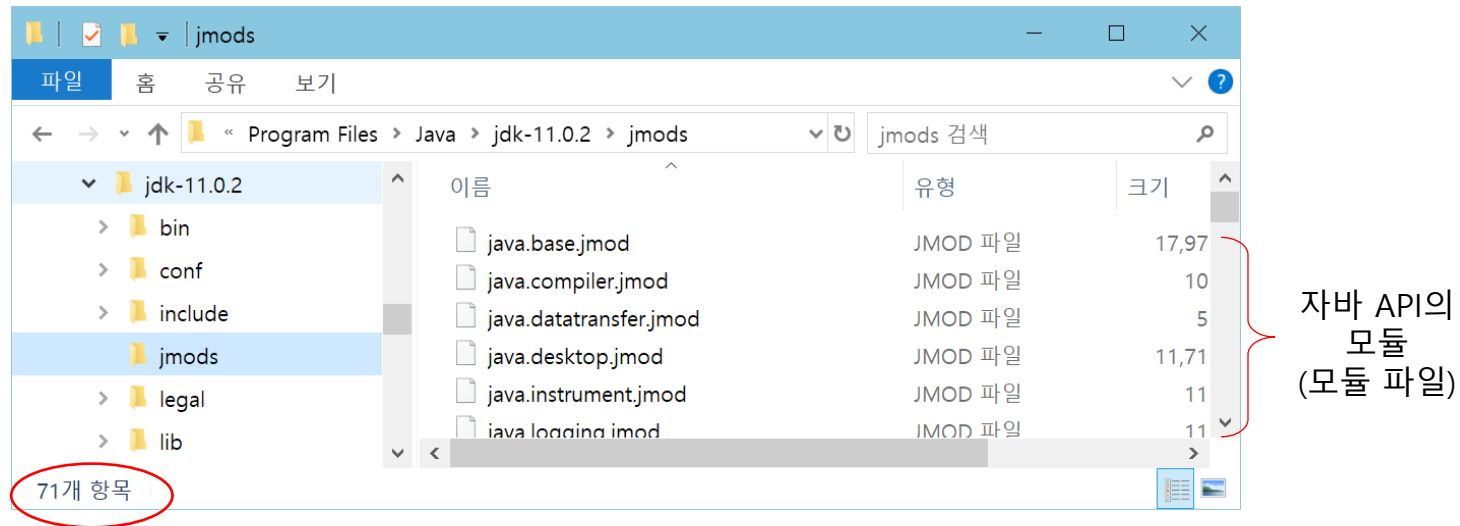 jmods
파일 홈 공유 보기
« Program Files > Java > jdk-11.0.2 > jmods
jmods 검색
jdk-11.0.2
bin
conf
include
jmods
legal
lib
이름 유형 크기
java.base.jmod JMOD 파일 17,97
java.compiler.jmod JMOD 파일 10
java.datatransfer.jmod JMOD 파일 5
java.desktop.jmod JMOD 파일 11,71
java.instrument.jmod JMOD 파일 11
java.logging.jmod JMOD 파일 11
71개 항목
자바 API의
모듈
(모듈 파일)